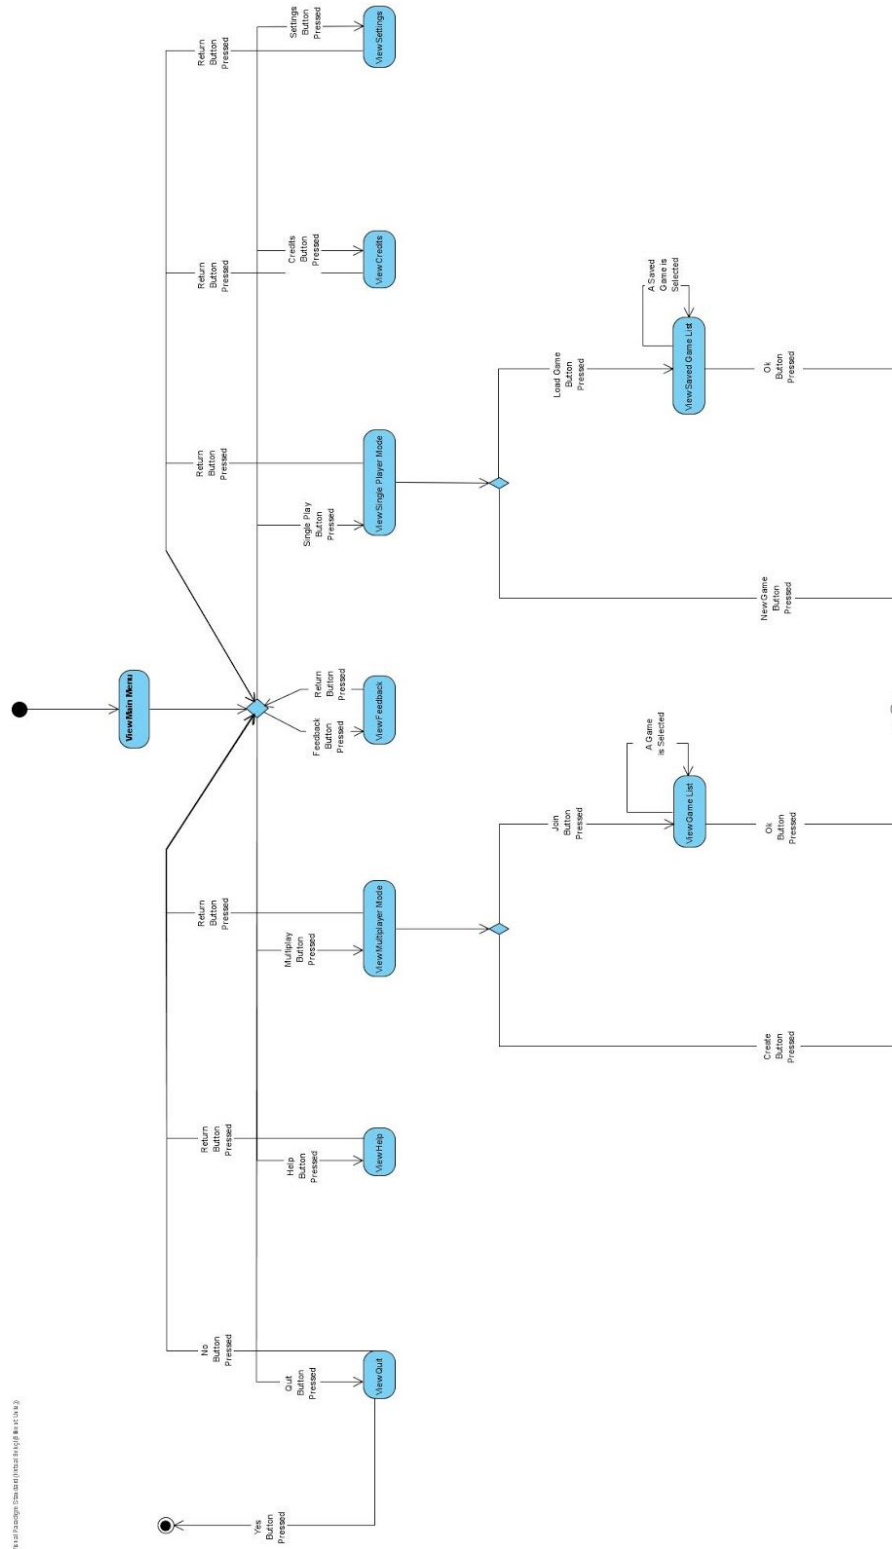 View Main Menu
Yes
Button
Pressed
No
Button
Pressed
Quit
Button
Pressed
View Quit
Return
Button
Pressed
Help
Button
Pressed
View Help
Return
Button
Pressed
Multiplay
Button
Pressed
View Multiplayer Mode
Feedback
Button
Pressed
Return
Button
Pressed
View Feedback
Return
Button
Pressed
Single Play
Button
Pressed
View Single Player Mode
Return
Button
Pressed
Credits
Button
Pressed
View Credits
Return
Button
Pressed
Settings
Button
Pressed
View Settings
Create
Button
Pressed
Join
Button
Pressed
A Game
is Selected
View Game List
Ok
Button
Pressed
New Game
Button
Pressed
Load Game
Button
Pressed
A Saved
Game is
Selected
View Saved Game List
Ok
Button
Pressed